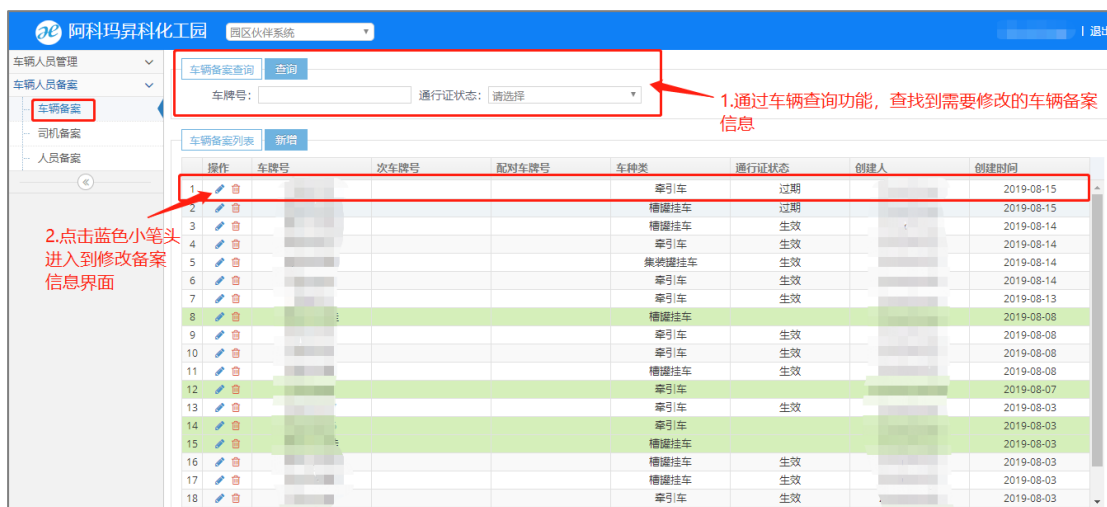 阿科玛昇科化工园 园区伙伴系统 | 退出
车辆人员管理
车辆人员备案
车辆备案
司机备案
人员备案
车辆备案查询 查询
车牌号: 通行证状态: 请选择
1.通过车辆查询功能，查找到需要修改的车辆备案
信息
车辆备案列表 新增
操作 车牌号 次车牌号 配对车牌号 车种类 通行证状态 创建人 创建时间
1 牵引车 过期 2019-08-15
2 槽罐挂车 过期 2019-08-15
3 槽罐挂车 生效 2019-08-14
4 牵引车 生效 2019-08-14
5 集装罐挂车 生效 2019-08-14
6 牵引车 生效 2019-08-14
7 牵引车 生效 2019-08-13
8 槽罐挂车 2019-08-08
9 牵引车 生效 2019-08-08
10 牵引车 生效 2019-08-08
11 槽罐挂车 生效 2019-08-08
12 牵引车 2019-08-07
13 牵引车 生效 2019-08-03
14 牵引车 2019-08-03
15 槽罐挂车 2019-08-03
16 槽罐挂车 生效 2019-08-03
17 槽罐挂车 生效 2019-08-03
18 牵引车 生效 2019-08-03
2.点击蓝色小笔头
进入到修改备案
信息界面